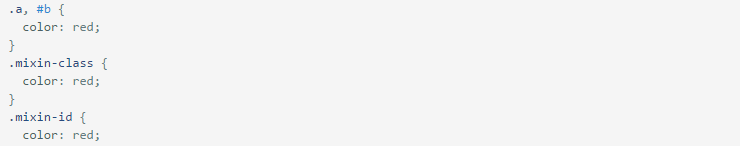 .a, #b {
  color: red;
}
.mixin-class {
  color: red;
}
.mixin-id {
  color: red;